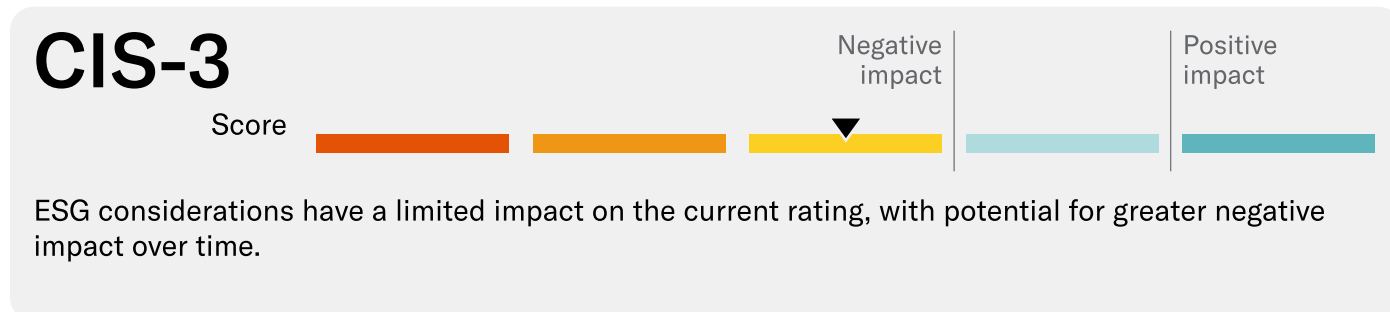 CIS-3
Negative
impact
Positive
impact
Score
ESG considerations have a limited impact on the current rating, with potential for greater negative
impact over time.